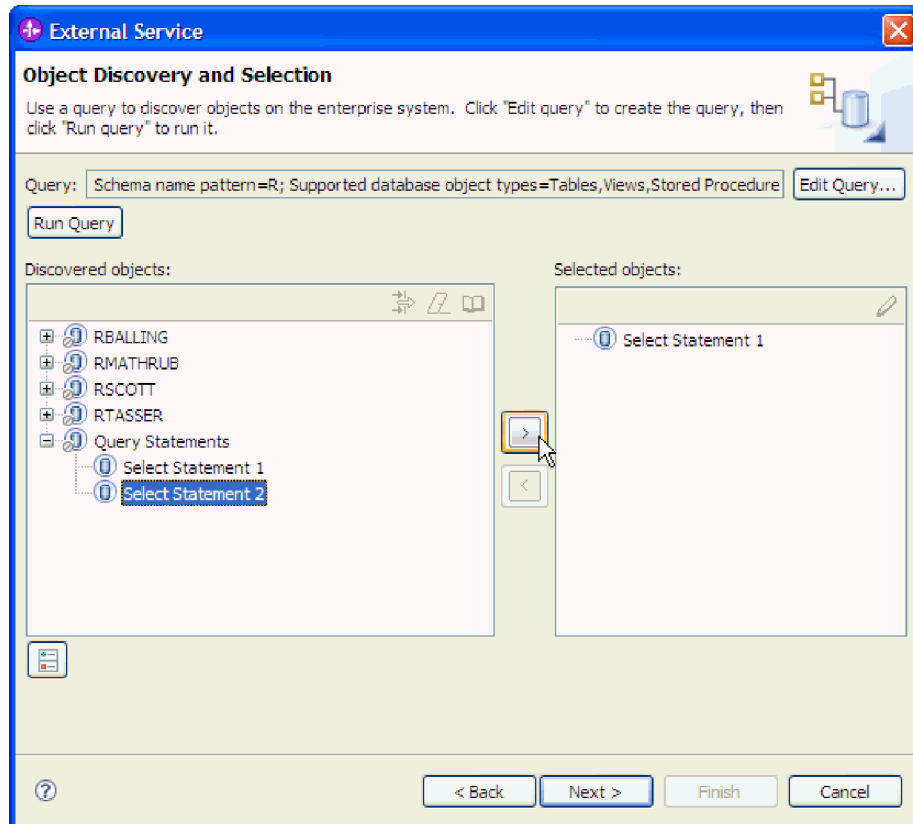 External Service
Object Discovery and Selection
Use a query to discover objects on the enterprise system. Click "Edit query" to create the query, then
click "Run query" to run it.
Query: Schema name pattern=R; Supported database object types=Tables,Views,Stored Procedure Edit Query...
Run Query
Discovered objects:
RBALLING
RMATHRUB
RSCOTT
RTASSER
Query Statements
Select Statement 1
Select Statement 2
>
<
Selected objects:
Select Statement 1
< Back Next > Finish Cancel